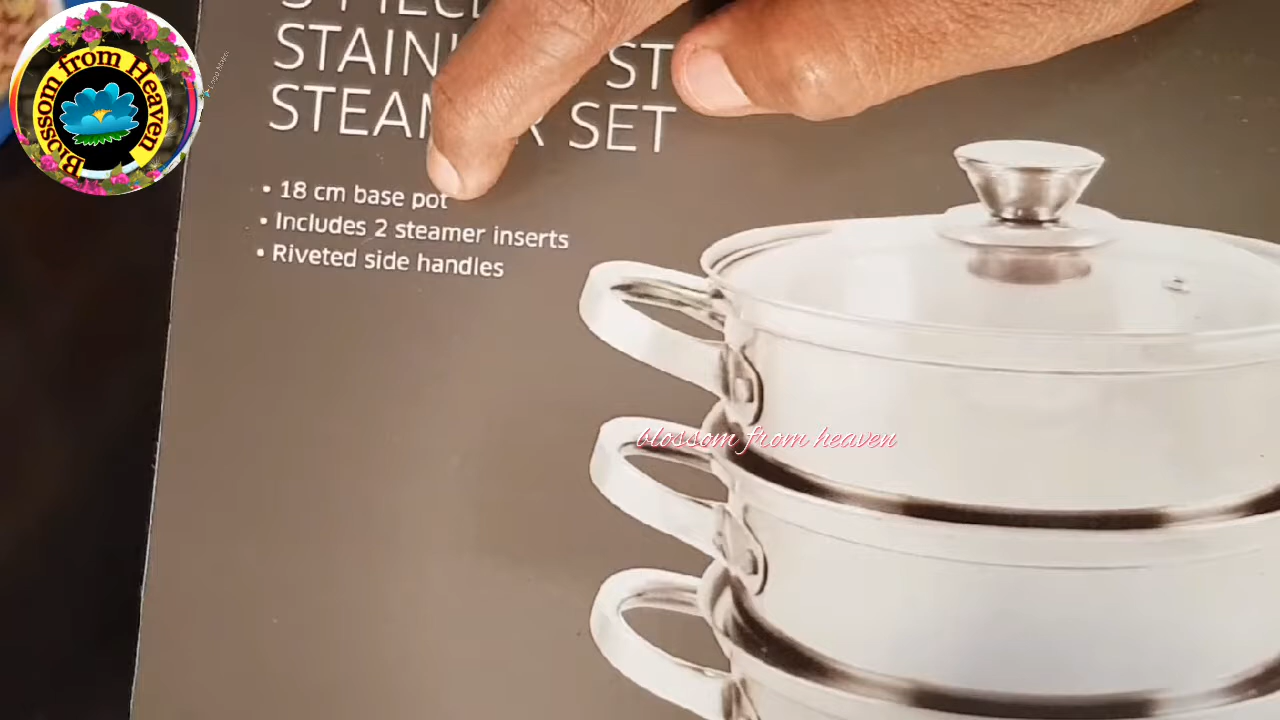 Blossom from Heaven
STEAM R SET
• 18 cm base pot
• Includes 2 steamer inserts
• Riveted side handles
blossom from heaven